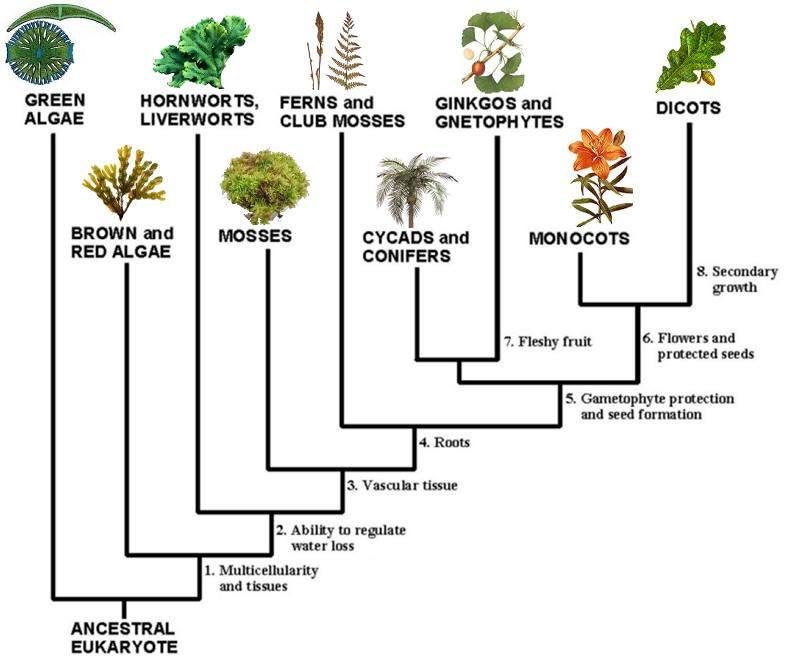 GREEN
ALGAE
HORNWORTS,
LIVERWORTS
FERNS and
CLUB MOSSES
GINKGOS and
GNETOPHYTES
DICOTS
BROWN and
RED ALGAE
MOSSES
CYCADS and
CONIFERS
MONOCOTS
8. Secondary
growth
7. Fleshy fruit
6. Flowers and
protected seeds
5. Gametophyte protection
and seed formation
4. Roots
3. Vascular tissue
2. Ability to regulate
water loss
1. Multicellularity
and tissues
ANCESTRAL
EUKARYOTE